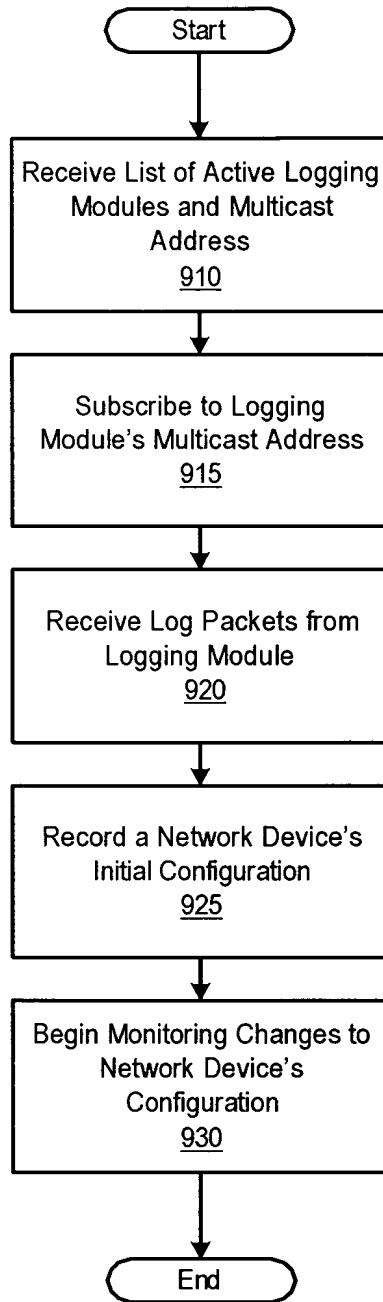 Start
Receive List of Active Logging
Modules and Multicast
Address
910
Subscribe to Logging
Module's Multicast Address
915
Receive Log Packets from
Logging Module
920
Record a Network Device's
Initial Configuration
925
Begin Monitoring Changes to
Network Device's
Configuration
930
End